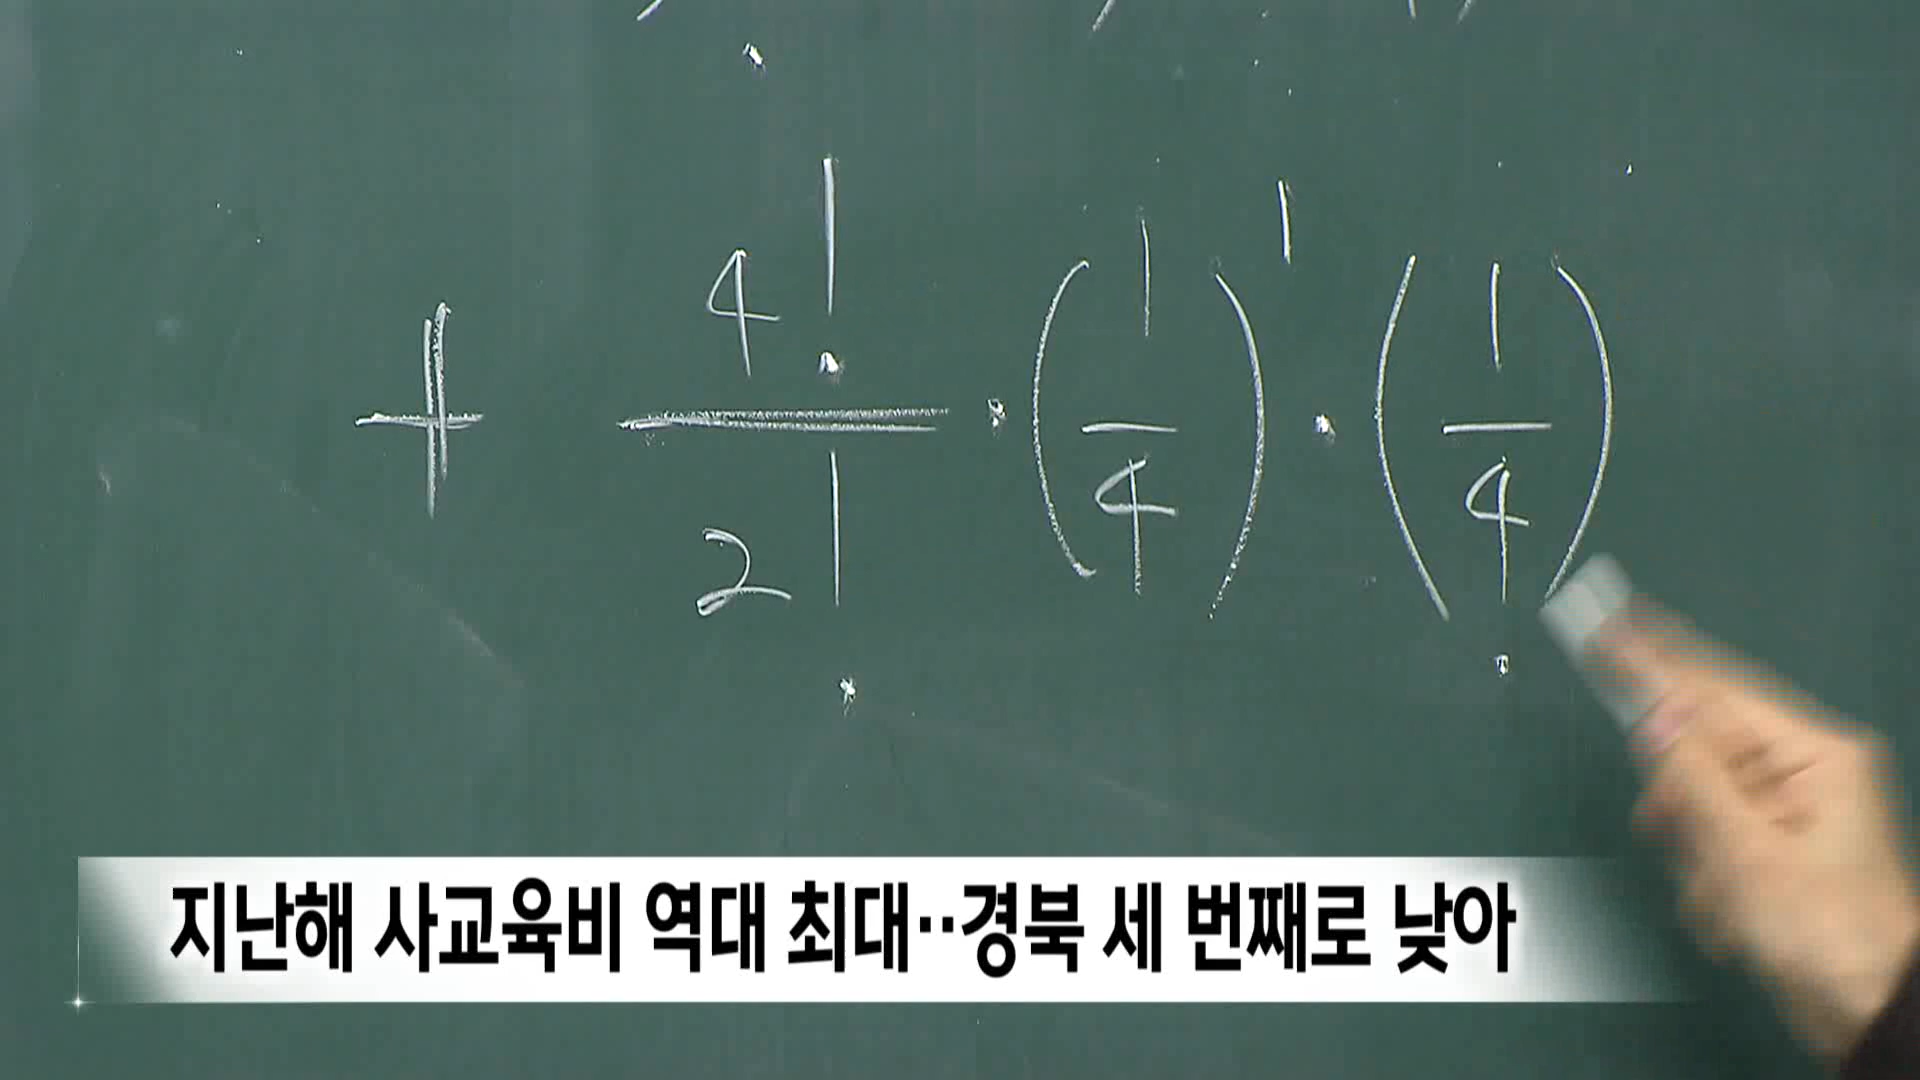 + 4! / 2! · (1/4)¹ · (1/4)
지난해 사교육비 역대 최대··경북 세 번째로 낮아